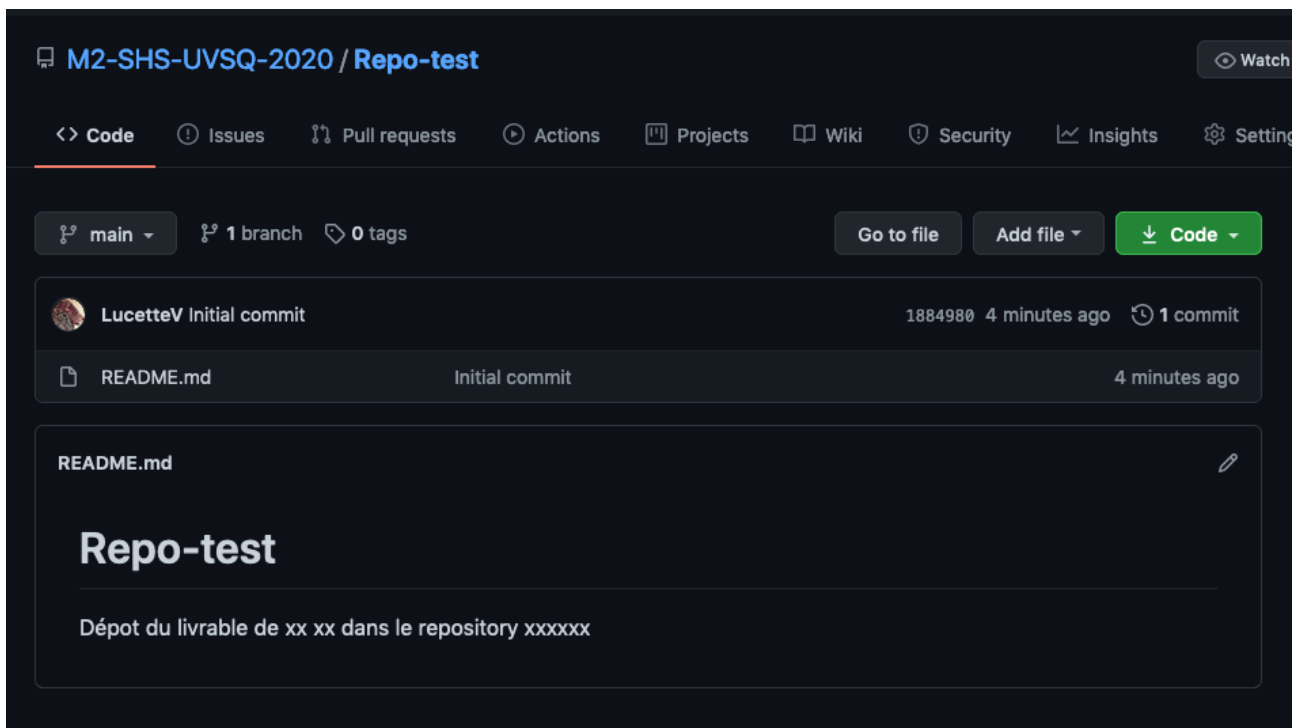 M2-SHS-UVSQ-2020 / Repo-test
Watch
Code Issues Pull requests Actions Projects Wiki Security Insights Setting
main 1 branch 0 tags Go to file Add file Code
LucetteV Initial commit 1884980 4 minutes ago 1 commit
README.md Initial commit 4 minutes ago
README.md
Repo-test
Dépot du livrable de xx xx dans le repository xxxxxx